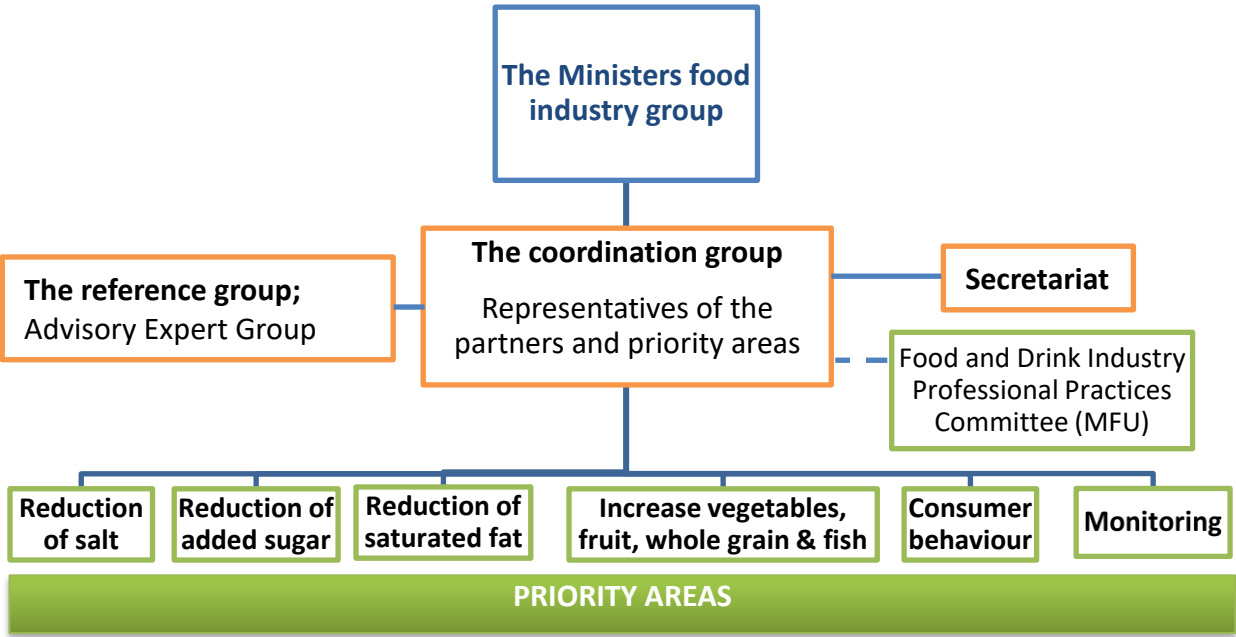 The Ministers food
industry group
The coordination group
Representatives of the
partners and priority areas
The reference group;
Advisory Expert Group
Secretariat
Food and Drink Industry
Professional Practices
Committee (MFU)
Reduction
of salt
Reduction of
added sugar
Reduction of
saturated fat
Increase vegetables,
fruit, whole grain & fish
Consumer
behaviour
Monitoring
PRIORITY AREAS